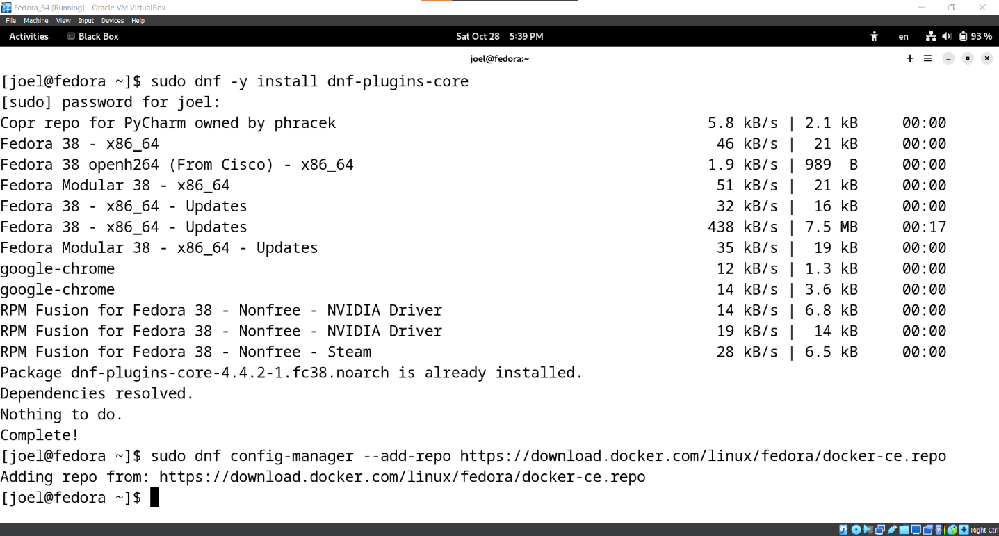 Fedora_64 [Running] - Oracle VM VirtualBox
File Machine View Input Devices Help
Activities Black Box Sat Oct 28 5:39 PM en 93 %
joel@fedora:~
[joel@fedora ~]$ sudo dnf -y install dnf-plugins-core
[sudo] password for joel:
Copr repo for PyCharm owned by phracek 5.8 kB/s | 2.1 kB 00:00
Fedora 38 - x86_64 46 kB/s | 21 kB 00:00
Fedora 38 openh264 (From Cisco) - x86_64 1.9 kB/s | 989 B 00:00
Fedora Modular 38 - x86_64 51 kB/s | 21 kB 00:00
Fedora 38 - x86_64 - Updates 32 kB/s | 16 kB 00:00
Fedora 38 - x86_64 - Updates 438 kB/s | 7.5 MB 00:17
Fedora Modular 38 - x86_64 - Updates 35 kB/s | 19 kB 00:00
google-chrome 12 kB/s | 1.3 kB 00:00
google-chrome 14 kB/s | 3.6 kB 00:00
RPM Fusion for Fedora 38 - Nonfree - NVIDIA Driver 14 kB/s | 6.8 kB 00:00
RPM Fusion for Fedora 38 - Nonfree - NVIDIA Driver 19 kB/s | 14 kB 00:00
RPM Fusion for Fedora 38 - Nonfree - Steam 28 kB/s | 6.5 kB 00:00
Package dnf-plugins-core-4.4.2-1.fc38.noarch is already installed.
Dependencies resolved.
Nothing to do.
Complete!
[joel@fedora ~]$ sudo dnf config-manager --add-repo https://download.docker.com/linux/fedora/docker-ce.repo
Adding repo from: https://download.docker.com/linux/fedora/docker-ce.repo
[joel@fedora ~]$
Right Ctrl